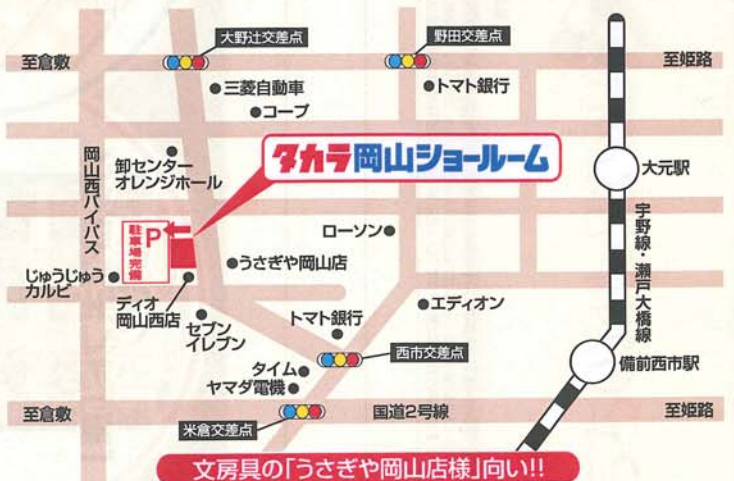 大野辻交差点
野田交差点
至倉敷
至姫路
三菱自動車
トマト銀行
コープ
岡山西バイパス
卸センター
オレンジホール
タカラ岡山ショールーム
大元駅
P
駐車場完備
ローソン
宇野線・瀬戸大橋線
うさぎや岡山店
じゅうじゅう
カルビ
ディオ
岡山西店
セブン
イレブン
トマト銀行
エディオン
西市交差点
備前西市駅
タイム
ヤマダ電機
至倉敷
米倉交差点
国道2号線
至姫路
文房具の「うさぎや岡山店様」向い!!